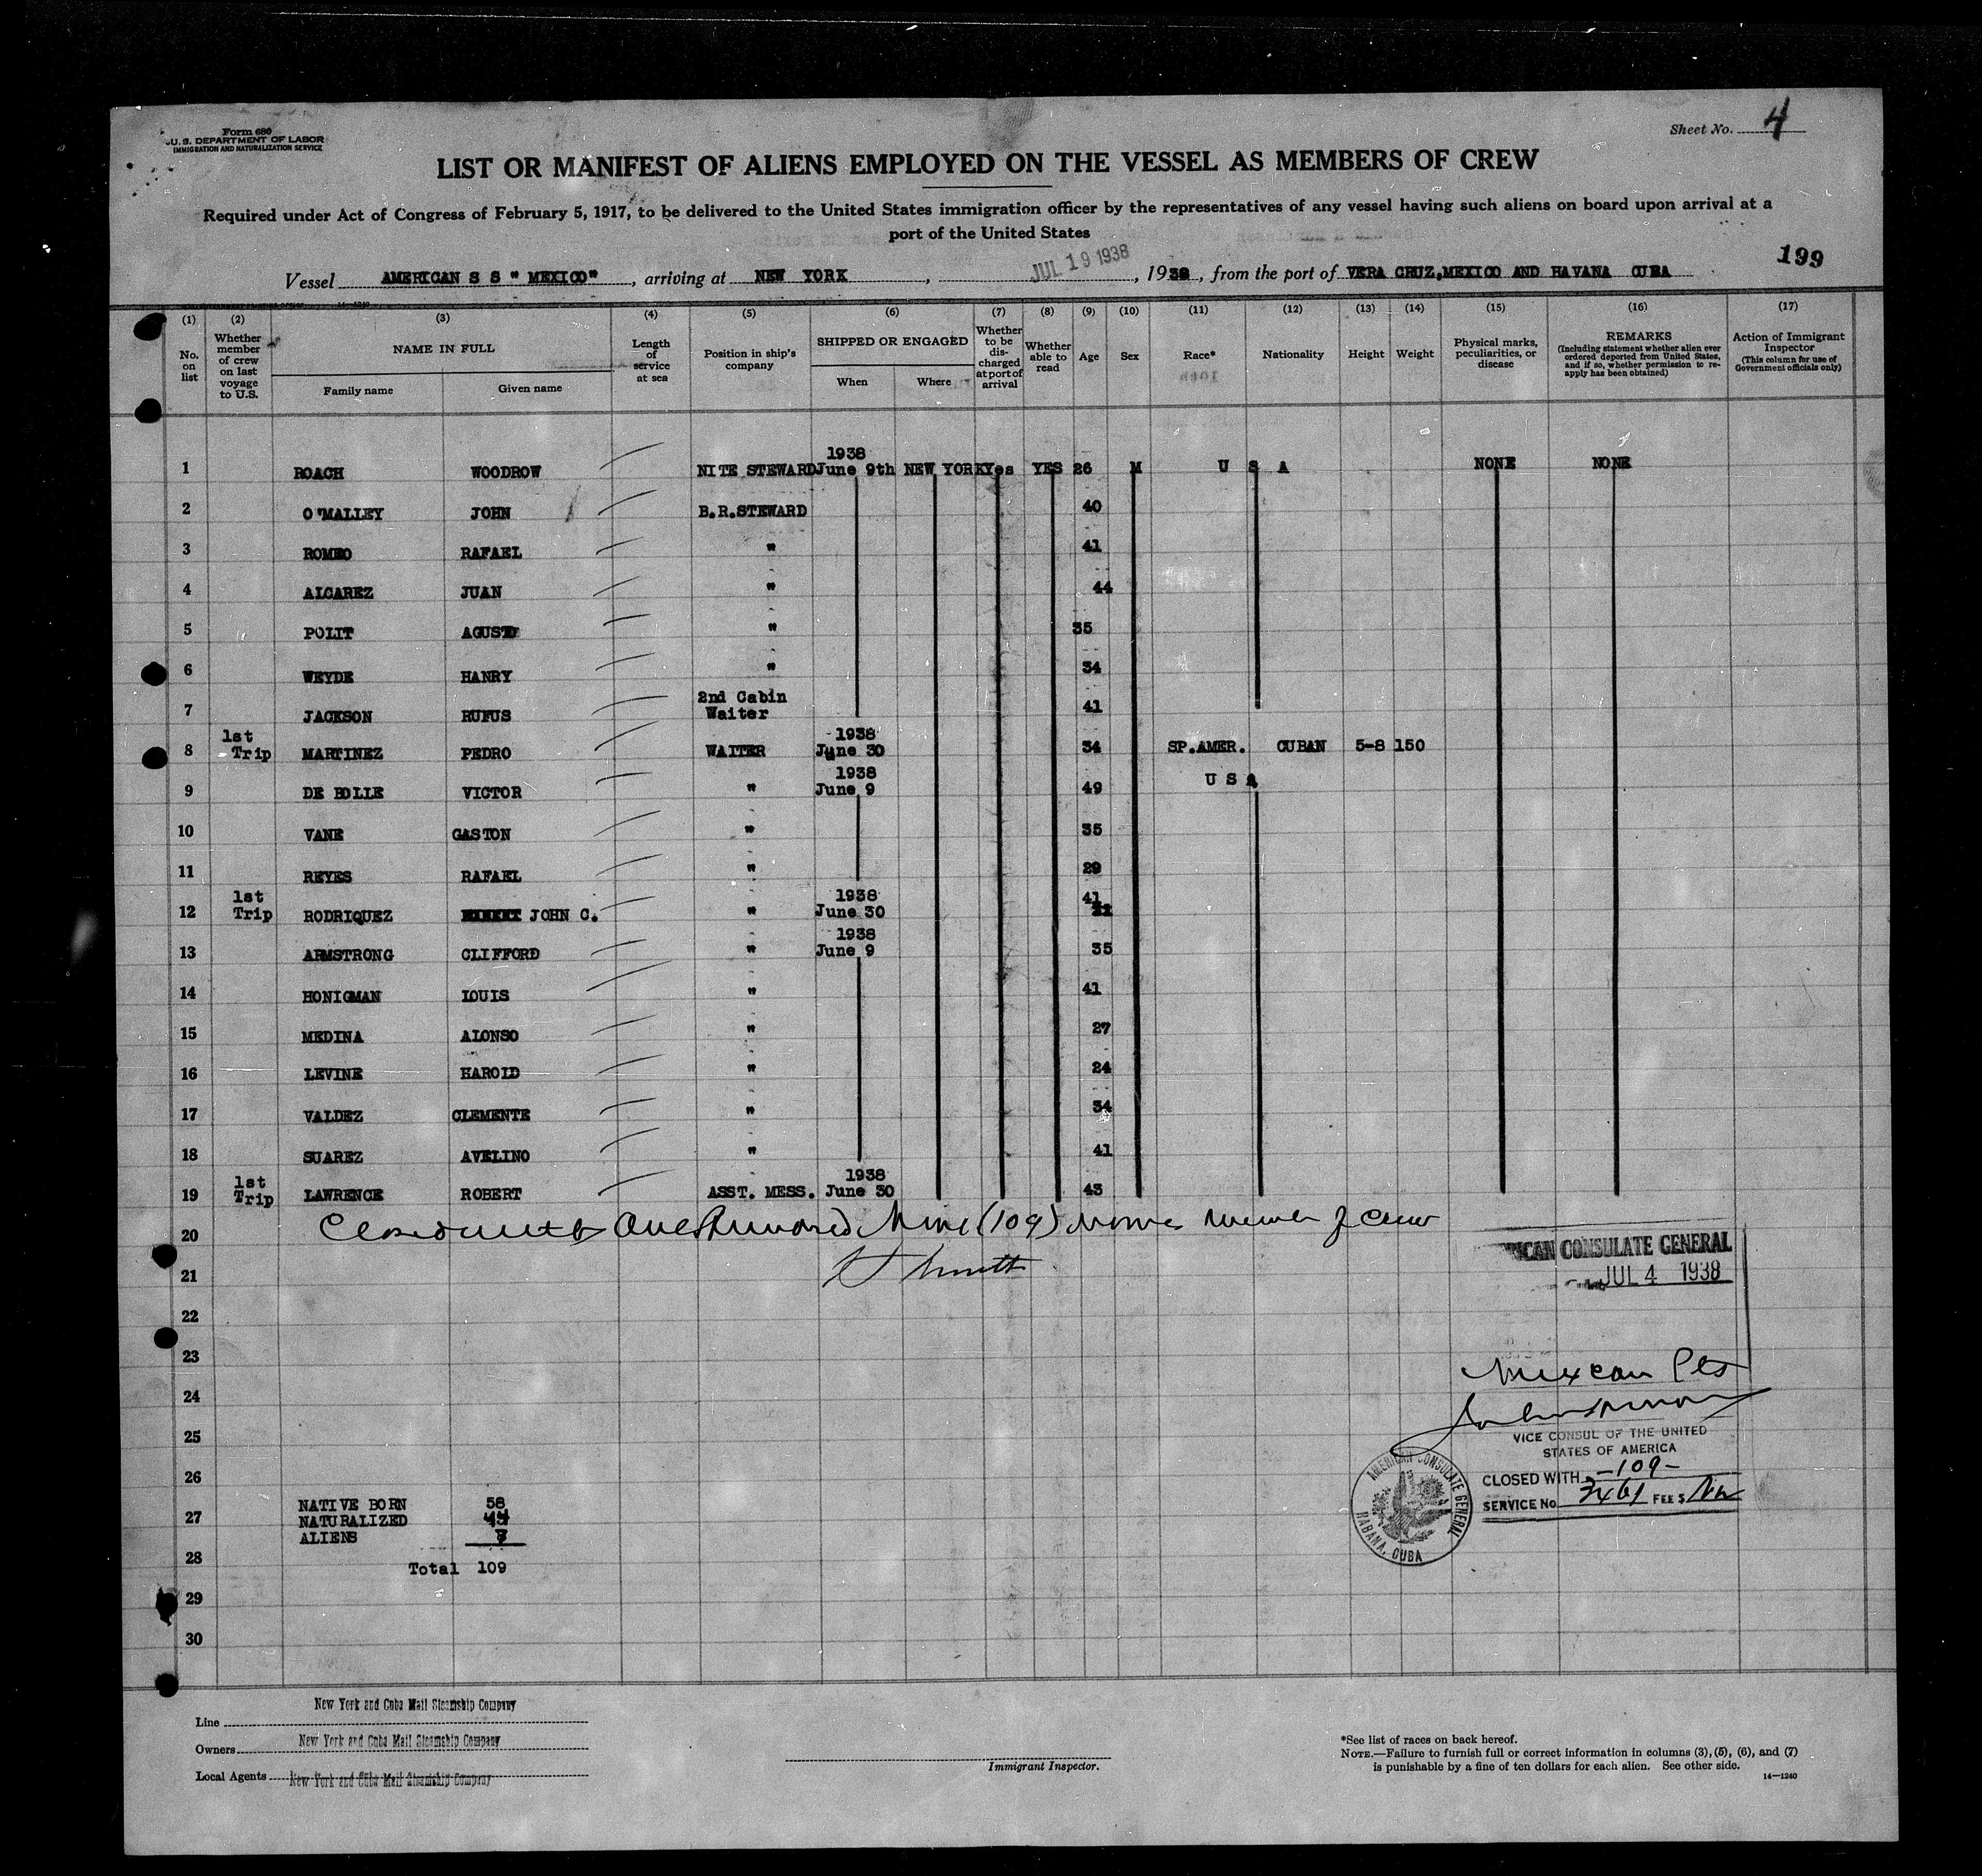 Form 680
U. S. DEPARTMENT OF LABOR
IMMIGRATION AND NATURALIZATION SERVICE
Sheet No. 4
LIST OR MANIFEST OF ALIENS EMPLOYED ON THE VESSEL AS MEMBERS OF CREW
Required under Act of Congress of February 5, 1917, to be delivered to the United States immigration officer by the representatives of any vessel having such aliens on board upon arrival at a
port of the United States
199
Vessel AMERICAN S S " MEXICO" , arriving at NEW YORK , JUL 19 1938 , 1938 , from the port of VERA CRUZ, MEXICO AND HAVANA CUBA
(1) (2) (3) (4) (5) (6) (7) (8) (9) (10) (11) (12) (13) (14) (15) (16) (17)
No. on list
Whether member of crew on last voyage to U.S.
NAME IN FULL
Family name
Given name
Length of service at sea
Position in ship's company
SHIPPED OR ENGAGED
When
Where
Whether to be discharged at port of arrival
Whether able to read
Age
Sex
Race*
Nationality
Height
Weight
Physical marks, peculiarities, or disease
REMARKS
(Including statement whether alien ever ordered deported from United States, and if so, whether permission to re-apply has been obtained)
Action of Immigrant Inspector
(This column for use of Government officials only)
1 ROACH WOODROW NITE STEWARD 1938 June 9th NEW YORK Yes YES 26 M U S A NONE NONE
2 O'MALLEY JOHN B.R.STEWARD 40
3 ROMEO RAFAEL " 41
4 ALCAREZ JUAN " 44
5 POLIT " 35
6 WEYDE HANRY " 34
7 JACKSON RUFUS 2nd Cabin Waiter 41
8 1st Trip MARTINEZ PEDRO WAITER 1938 June 30 34 SP.AMER. CUBAN 5-8 150
9 DE BOLLE VICTOR " 1938 June 9 49 U S A
10 VANE GASTON " 35
11 REYES RAFAEL " 29
12 1st Trip RODRIQUEZ JOHN C. " 1938 June 30 41
13 ARMSTRONG CLIFFORD " 1938 June 9 35
14 HONIGMAN LOUIS " 41
15 MEDINA ALONSO " 27
16 LEVINE HAROLD " 24
17 VALDEZ CLEMENTE " 34
18 SUAREZ AVELINO " 41
19 1st Trip LAWRENCE ROBERT ASST. MESS. 1938 June 30 43
20 Closed with One Hundred Nine (109) names member of crew
21
22
23
24
25
26
27
28
29
30
AMERICAN CONSULATE GENERAL
JUL 4 1938
Mexican
VICE CONSUL OF THE UNITED
STATES OF AMERICA
CLOSED WITH -109-
SERVICE No. 3461 FEE $
AMERICAN CONSULATE GENERAL
HABANA, CUBA
NATIVE BORN 58
NATURALIZED
ALIENS
Total 109
Line New York and Cuba Mail Steamship Company
Owners New York and Cuba Mail Steamship Company
Local Agents New York and Cuba Mail Steamship Company
Immigrant Inspector.
*See list of races on back hereof.
NOTE.—Failure to furnish full or correct information in columns (3), (5), (6), and (7)
is punishable by a fine of ten dollars for each alien. See other side.
14—1240